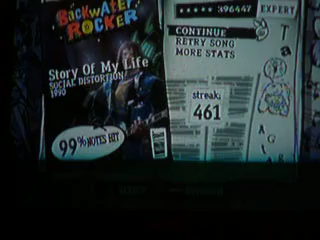 BACKWATER
ROCKER
Story Of My Life
SOCIAL DISTORTION
1990
99% NOTES HIT
396447 EXPERT
CONTINUE
RETRY SONG
MORE STATS
streak:
461